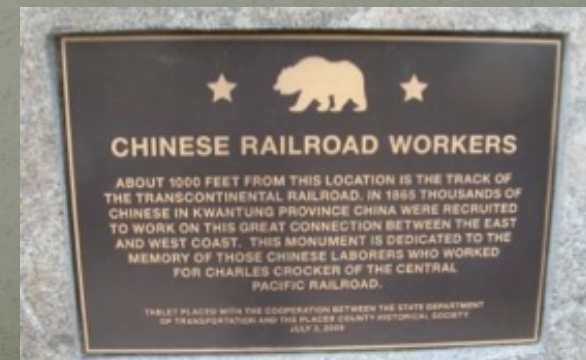 CHINESE RAILROAD WORKERS
ABOUT 1000 FEET FROM THIS LOCATION IS THE TRACK OF
THE TRANSCONTINENTAL RAILROAD. IN 1865 THOUSANDS OF
CHINESE IN KWANTUNG PROVINCE CHINA WERE RECRUITED
TO WORK ON THIS GREAT CONNECTION BETWEEN THE EAST
AND WEST COAST. THIS MONUMENT IS DEDICATED TO THE
MEMORY OF THOSE CHINESE LABORERS WHO WORKED
FOR CHARLES CROCKER OF THE CENTRAL
PACIFIC RAILROAD.
TABLET PLACED WITH THE COOPERATION BETWEEN THE STATE DEPARTMENT
OF TRANSPORTATION AND THE PLACER COUNTY HISTORICAL SOCIETY
JULY 3,